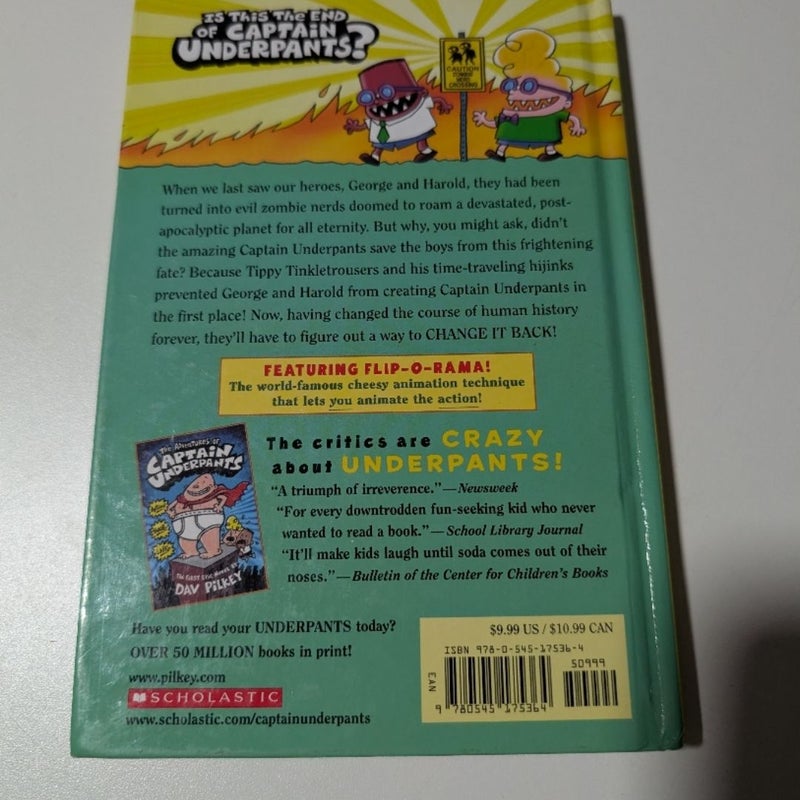 IS THIS THE END
OF CAPTAIN
UNDERPANTS?
CAUTION
ZOMBIE
NERD
CROSSING
When we last saw our heroes, George and Harold, they had been
turned into evil zombie nerds doomed to roam a devastated, post-
apocalyptic planet for all eternity. But why, you might ask, didn't
the amazing Captain Underpants save the boys from this frightening
fate? Because Tippy Tinkletrousers and his time-traveling hijinks
prevented George and Harold from creating Captain Underpants in
the first place! Now, having changed the course of human history
forever, they'll have to figure out a way to CHANGE IT BACK!
FEATURING FLIP-O-RAMA!
The world-famous cheesy animation technique
that lets you animate the action!
THE ADVENTURES OF
CAPTAIN
UNDERPANTS
THE FIRST EPIC NOVEL BY
DAV PILKEY
The critics are CRAZY
about UNDERPANTS!
“A triumph of irreverence.”—Newsweek
“For every downtrodden fun-seeking kid who never
wanted to read a book.”—School Library Journal
“It'll make kids laugh until soda comes out of their
noses.”—Bulletin of the Center for Children's Books
Have you read your UNDERPANTS today?
OVER 50 MILLION books in print!
www.pilkey.com
SCHOLASTIC
www.scholastic.com/captainunderpants
$9.99 US / $10.99 CAN
ISBN 978-0-545-17536-4
50999
EAN
9 780545 175364